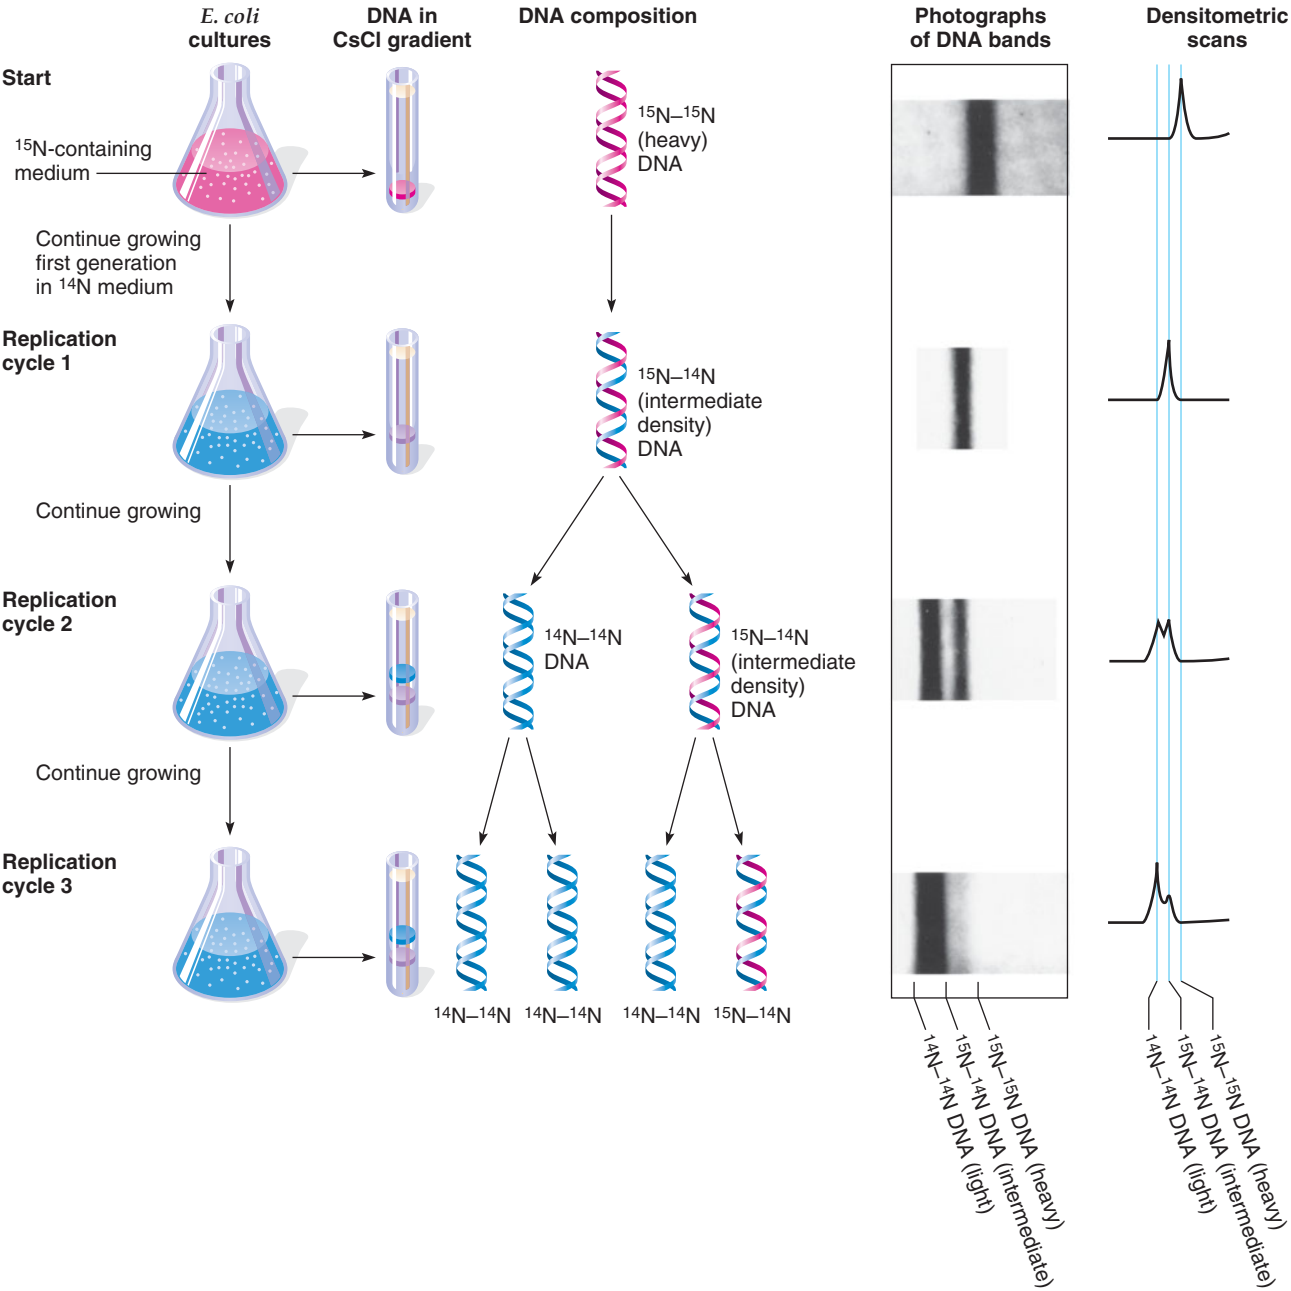 E. coli
cultures
DNA in
CsCl gradient
DNA composition
Photographs
of DNA bands
Densitometric
scans
Start
15N-containing
medium
15N–15N
(heavy)
DNA
Continue growing
first generation
in 14N medium
Replication
cycle 1
15N–14N
(intermediate
density)
DNA
Continue growing
Replication
cycle 2
14N–14N
DNA
15N–14N
(intermediate
density)
DNA
Continue growing
Replication
cycle 3
14N–14N
14N–14N
14N–14N
15N–14N
14N–14N DNA (light)
15N–14N DNA (intermediate)
15N–15N DNA (heavy)
14N–14N DNA (light)
15N–14N DNA (intermediate)
15N–15N DNA (heavy)